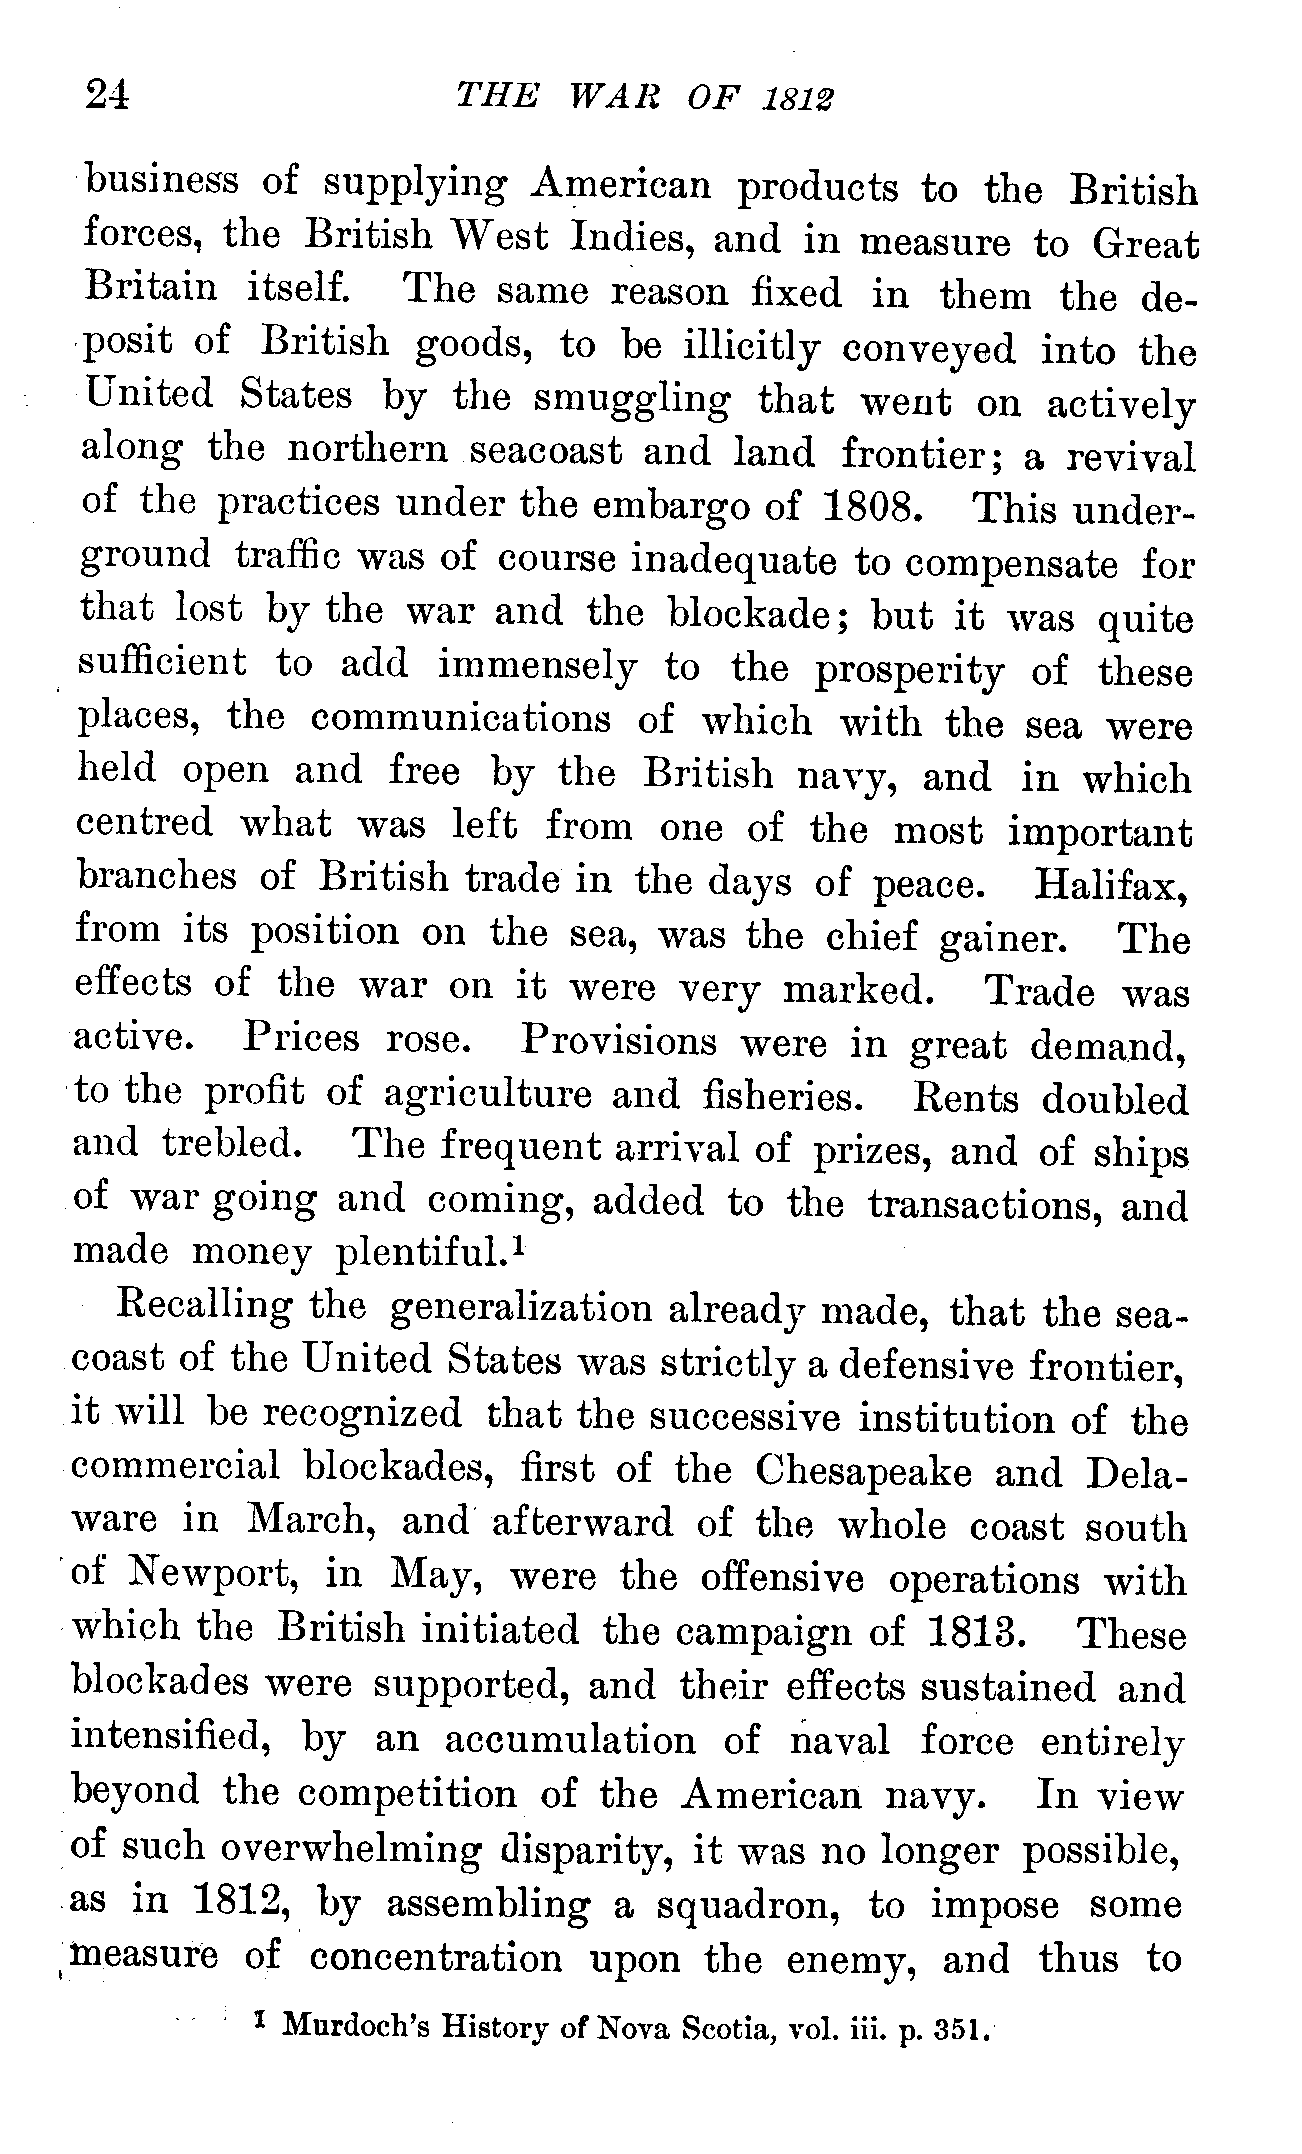 24 THE WAR OF 1812
business of supplying American products to the British
forces, the British West Indies, and in measure to Great
Britain itself. The same reason fixed in them the de-
posit of British goods, to be illicitly conveyed into the
United States by the smuggling that went on actively
along the northern seacoast and land frontier; a revival
of the practices under the embargo of 1808. This under-
ground traffic was of course inadequate to compensate for
that lost by the war and the blockade; but it was quite
sufficient to add immensely to the prosperity of these
places, the communications of which with the sea were
held open and free by the British navy, and in which
centred what was left from one of the most important
branches of British trade in the days of peace. Halifax,
from its position on the sea, was the chief gainer. The
effects of the war on it were very marked. Trade was
active. Prices rose. Provisions were in great demand,
to the profit of agriculture and fisheries. Rents doubled
and trebled. The frequent arrival of prizes, and of ships
of war going and coming, added to the transactions, and
made money plentiful.¹
Recalling the generalization already made, that the sea-
coast of the United States was strictly a defensive frontier,
it will be recognized that the successive institution of the
commercial blockades, first of the Chesapeake and Dela-
ware in March, and afterward of the whole coast south
of Newport, in May, were the offensive operations with
which the British initiated the campaign of 1813. These
blockades were supported, and their effects sustained and
intensified, by an accumulation of naval force entirely
beyond the competition of the American navy. In view
of such overwhelming disparity, it was no longer possible,
as in 1812, by assembling a squadron, to impose some
measure of concentration upon the enemy, and thus to
¹ Murdoch's History of Nova Scotia, vol. iii. p. 351.